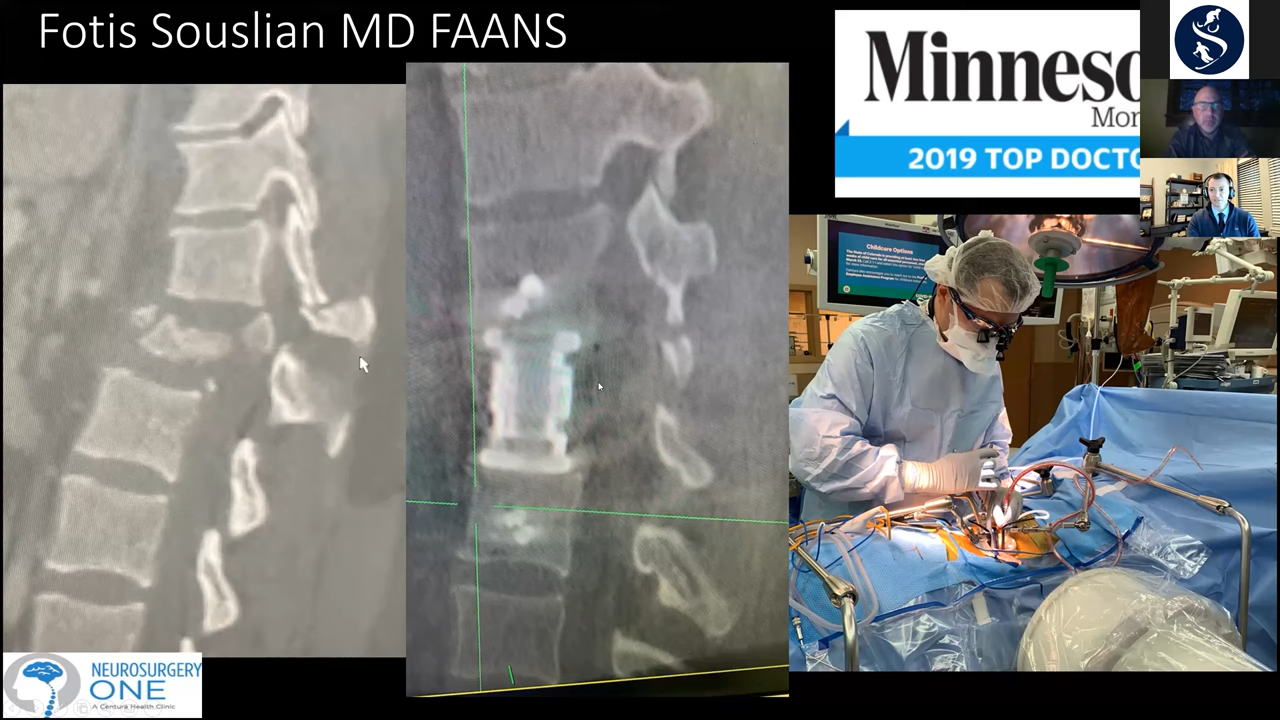 Fotis Souslian MD FAANS
Minneso
Mon
2019 TOP DOCTO
S
Childcare Options
NEUROSURGERY
ONE
A Centura Health Clinic